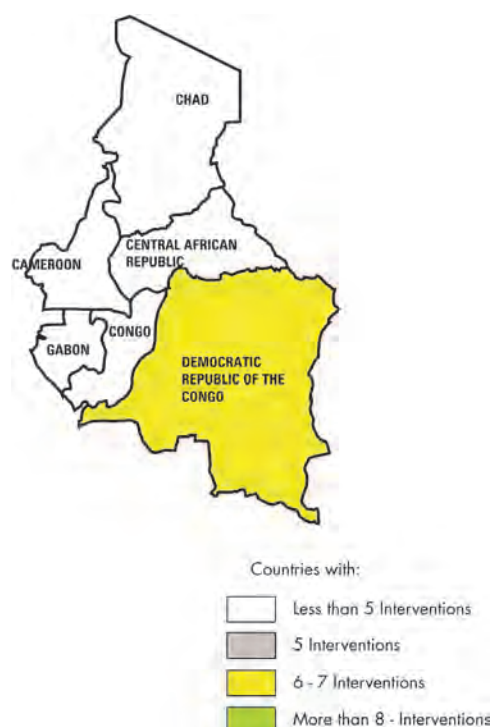 CHAD
CENTRAL AFRICAN
REPUBLIC
CAMEROON
CONGO
GABON
DEMOCRATIC
REPUBLIC OF THE
CONGO
Countries with:
Less than 5 Interventions
5 Interventions
6 - 7 Interventions
More than 8 - Interventions